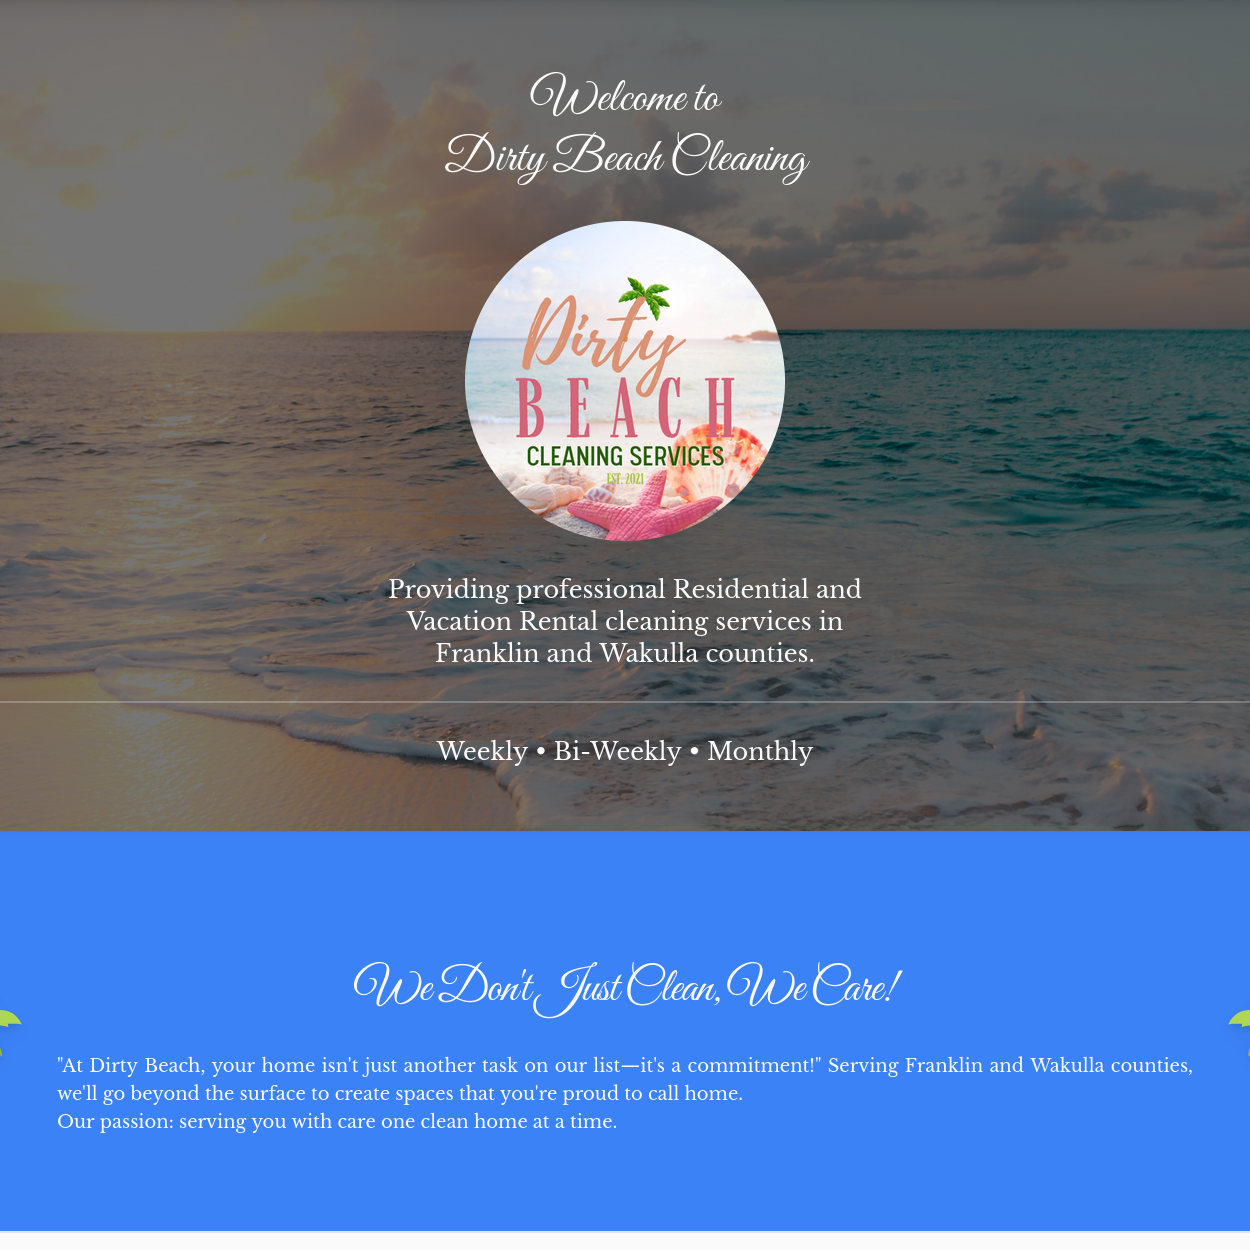 Welcome to
Dirty Beach Cleaning
Dirty
BEACH
CLEANING SERVICES
EST. 2021
Providing professional Residential and
Vacation Rental cleaning services in
Franklin and Wakulla counties.
Weekly • Bi-Weekly • Monthly
We Don't Just Clean, We Care!
"At Dirty Beach, your home isn't just another task on our list—it's a commitment!" Serving Franklin and Wakulla counties,
we'll go beyond the surface to create spaces that you're proud to call home.
Our passion: serving you with care one clean home at a time.